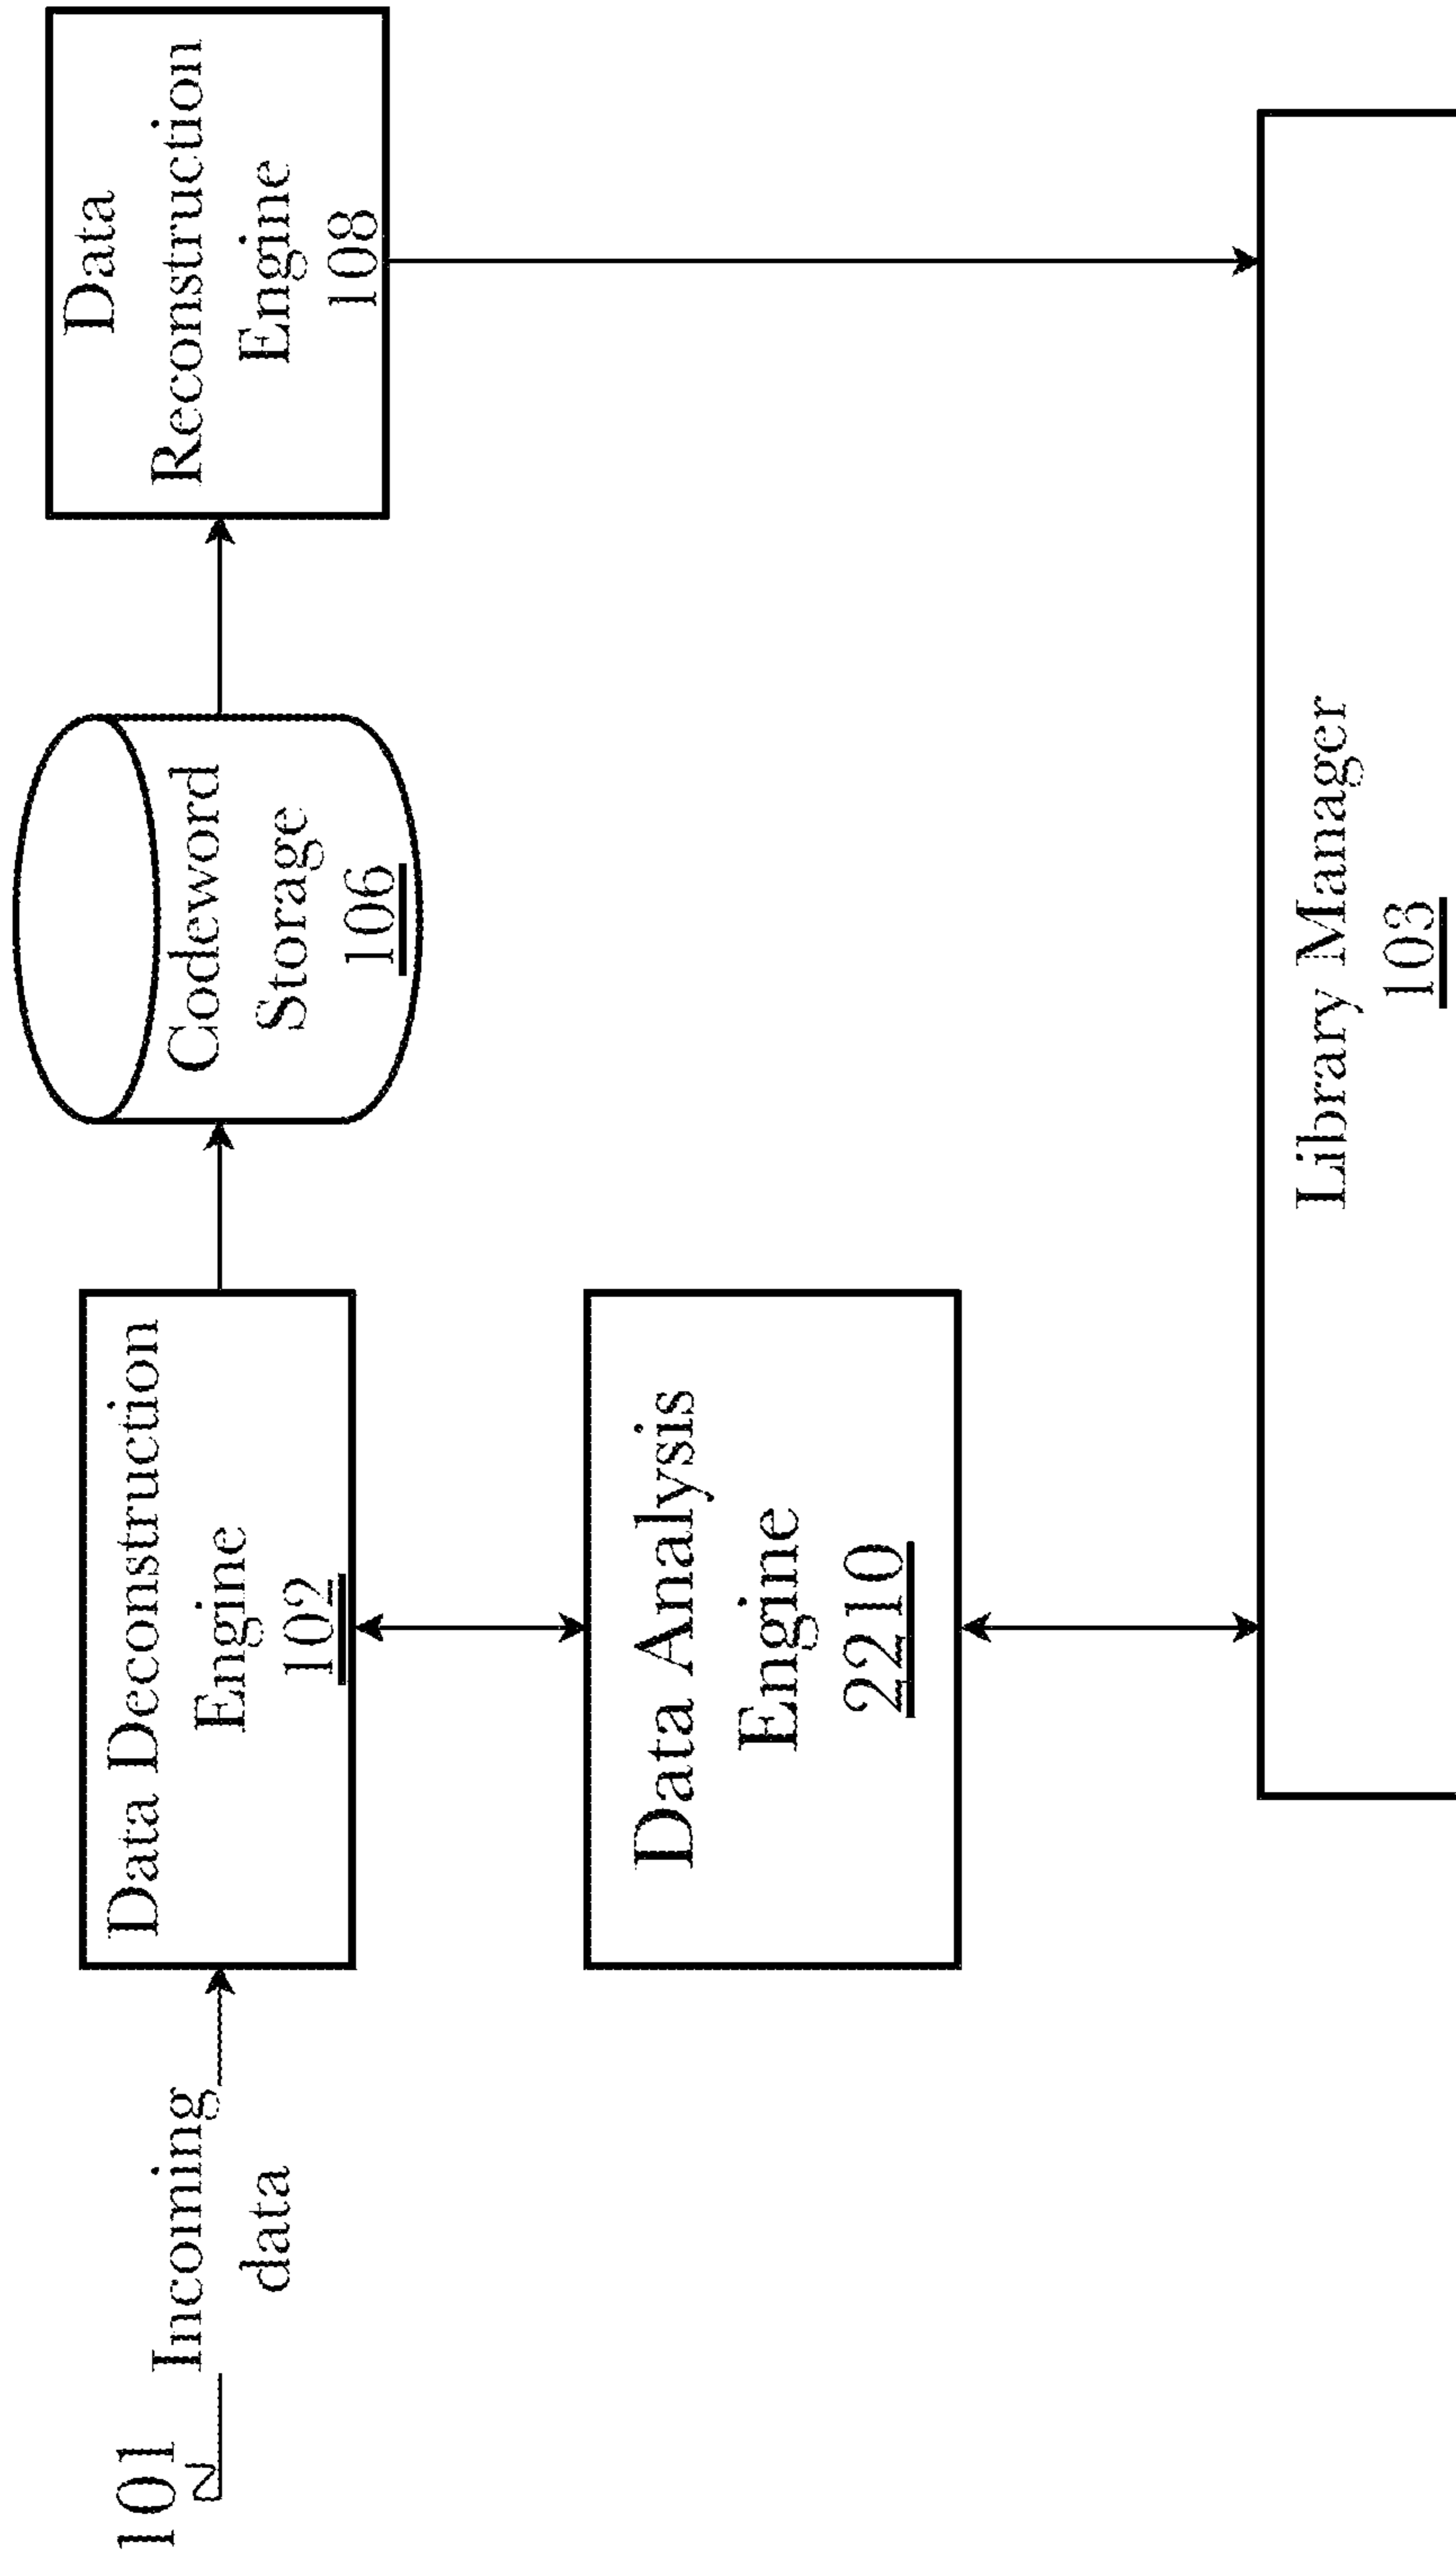 101
Incoming
data
Data Deconstruction
Engine
102
Codeword
Storage
106
Data
Reconstruction
Engine
108
Data Analysis
Engine
2210
Library Manager
103